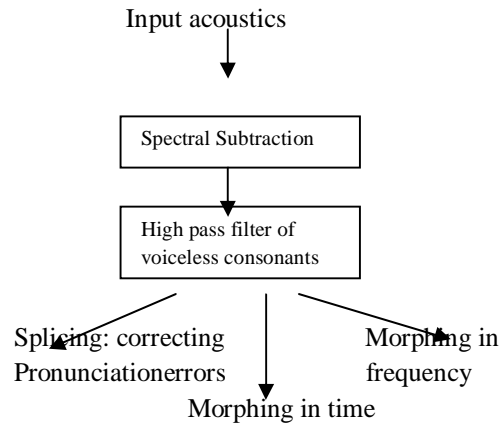 Input acoustics
Spectral Subtraction
High pass filter of
voiceless consonants
Splicing: correcting
Pronunciationerrors
Morphing in time
Morphing in
frequency